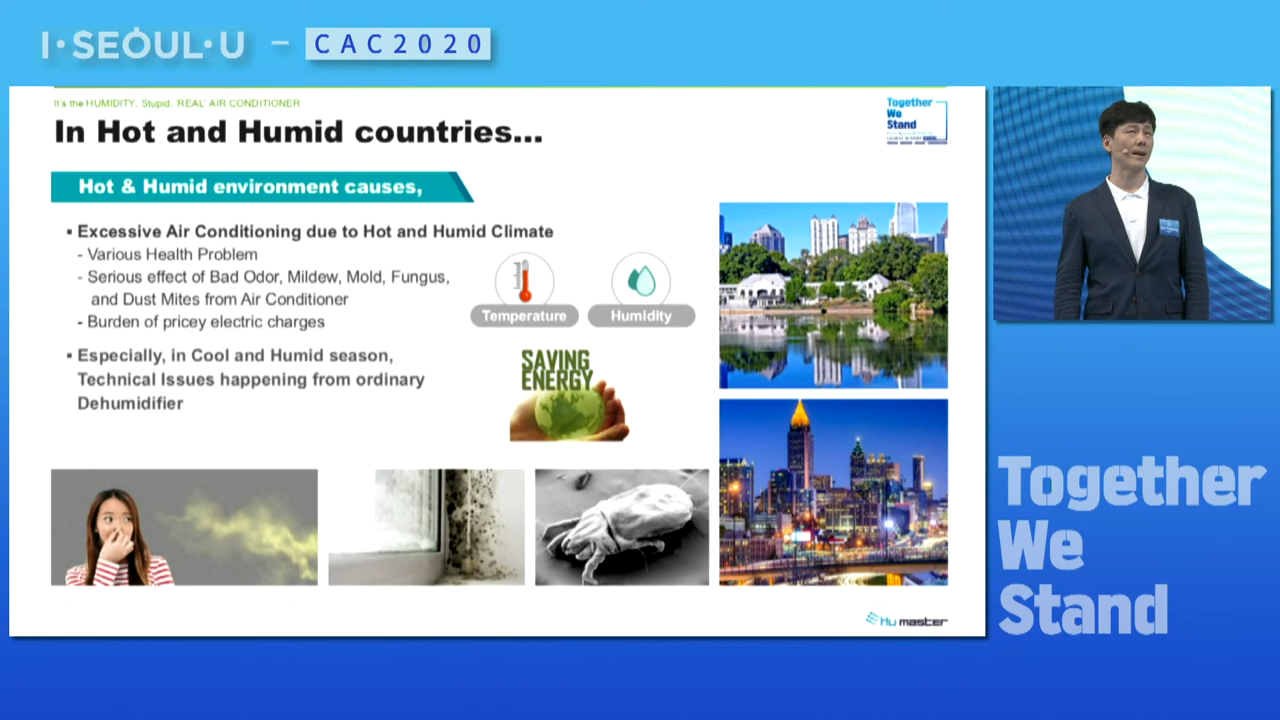 I·SEOUL·U – CAC2020
It's the HUMIDITY, Stupid. 'REAL' AIR CONDITIONER
In Hot and Humid countries...
Together
We
Stand
Hot & Humid environment causes,
▪ Excessive Air Conditioning due to Hot and Humid Climate
- Various Health Problem
- Serious effect of Bad Odor, Mildew, Mold, Fungus,
and Dust Mites from Air Conditioner
- Burden of pricey electric charges
Temperature
Humidity
▪ Especially, in Cool and Humid season,
Technical Issues happening from ordinary
Dehumidifier
SAVING
ENERGY
Humaster
Together
We
Stand